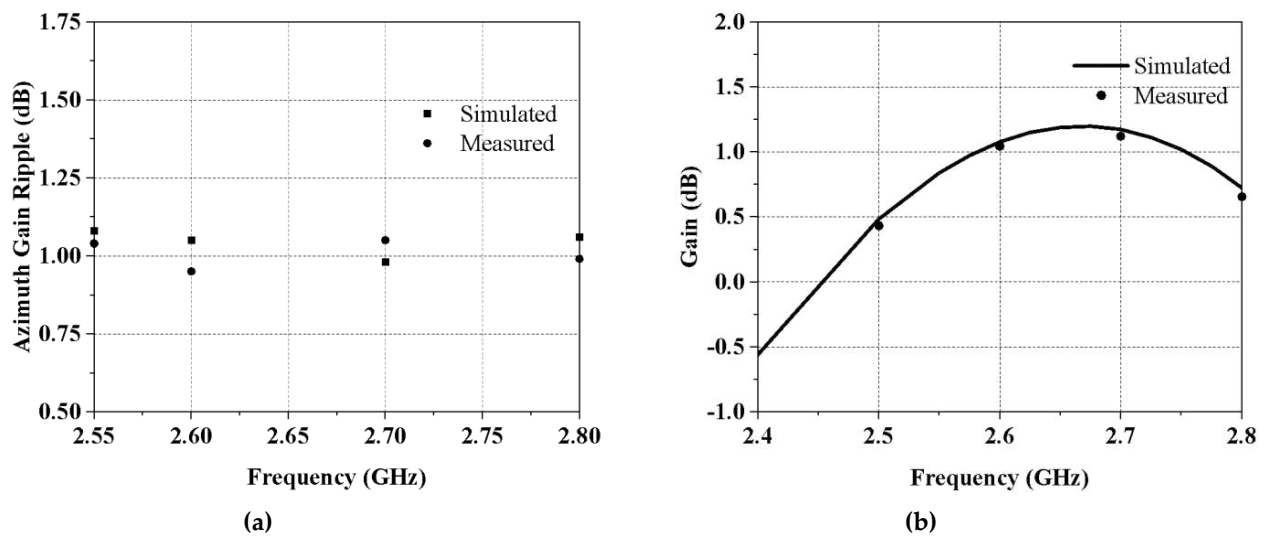 1.75
1.50
1.25
1.00
0.75
0.50
Azimuth Gain Ripple (dB)
Simulated
Measured
2.55 2.60 2.65 2.70 2.75 2.80
Frequency (GHz)
(a)
2.0
1.5
1.0
0.5
0.0
-0.5
-1.0
Gain (dB)
Simulated
Measured
2.4 2.5 2.6 2.7 2.8
Frequency (GHz)
(b)